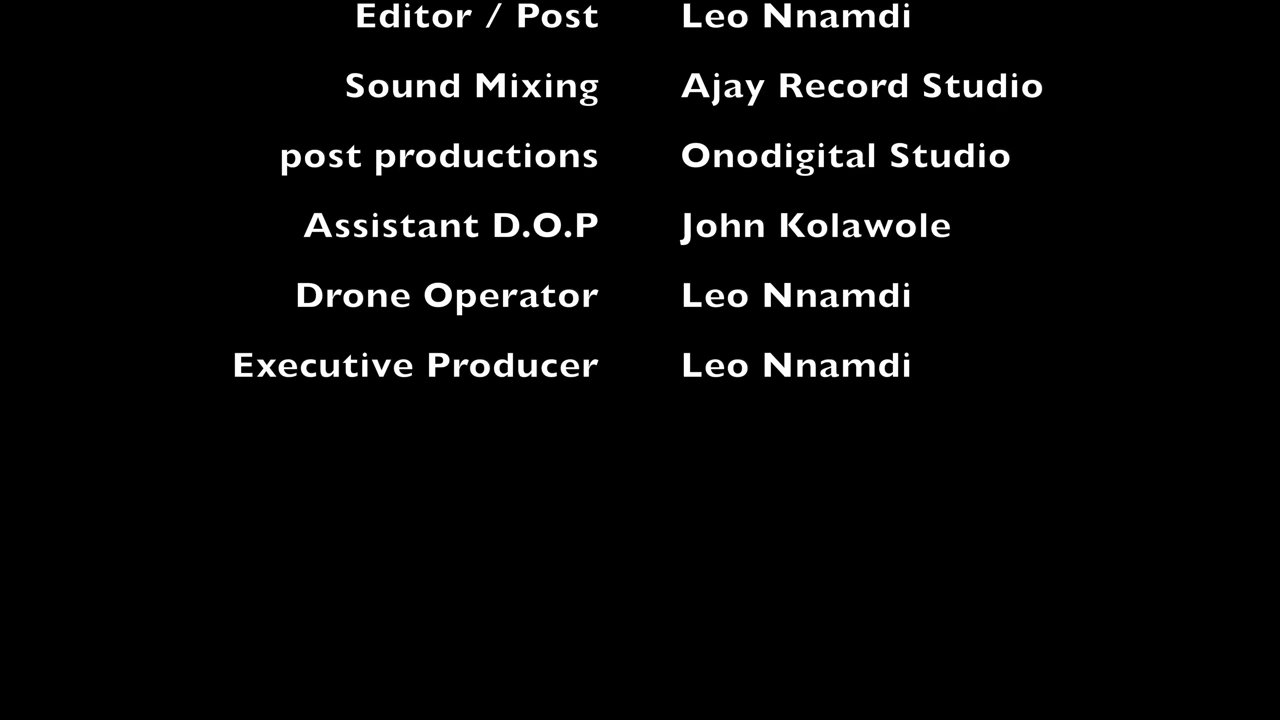 Editor / Post Leo Nnamdi
Sound Mixing Ajay Record Studio
post productions Onodigital Studio
Assistant D.O.P John Kolawole
Drone Operator Leo Nnamdi
Executive Producer Leo Nnamdi